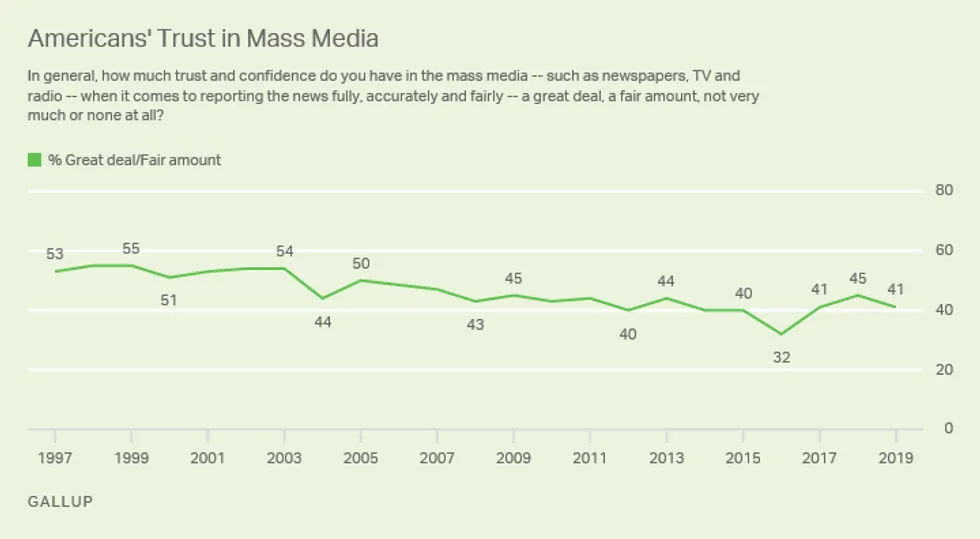 Americans' Trust in Mass Media
In general, how much trust and confidence do you have in the mass media -- such as newspapers, TV and
radio -- when it comes to reporting the news fully, accurately and fairly -- a great deal, a fair amount, not very
much or none at all?
% Great deal/Fair amount
80
60
40
20
0
53
55
51
54
44
50
43
45
40
44
40
32
41
45
41
1997 1999 2001 2003 2005 2007 2009 2011 2013 2015 2017 2019
GALLUP